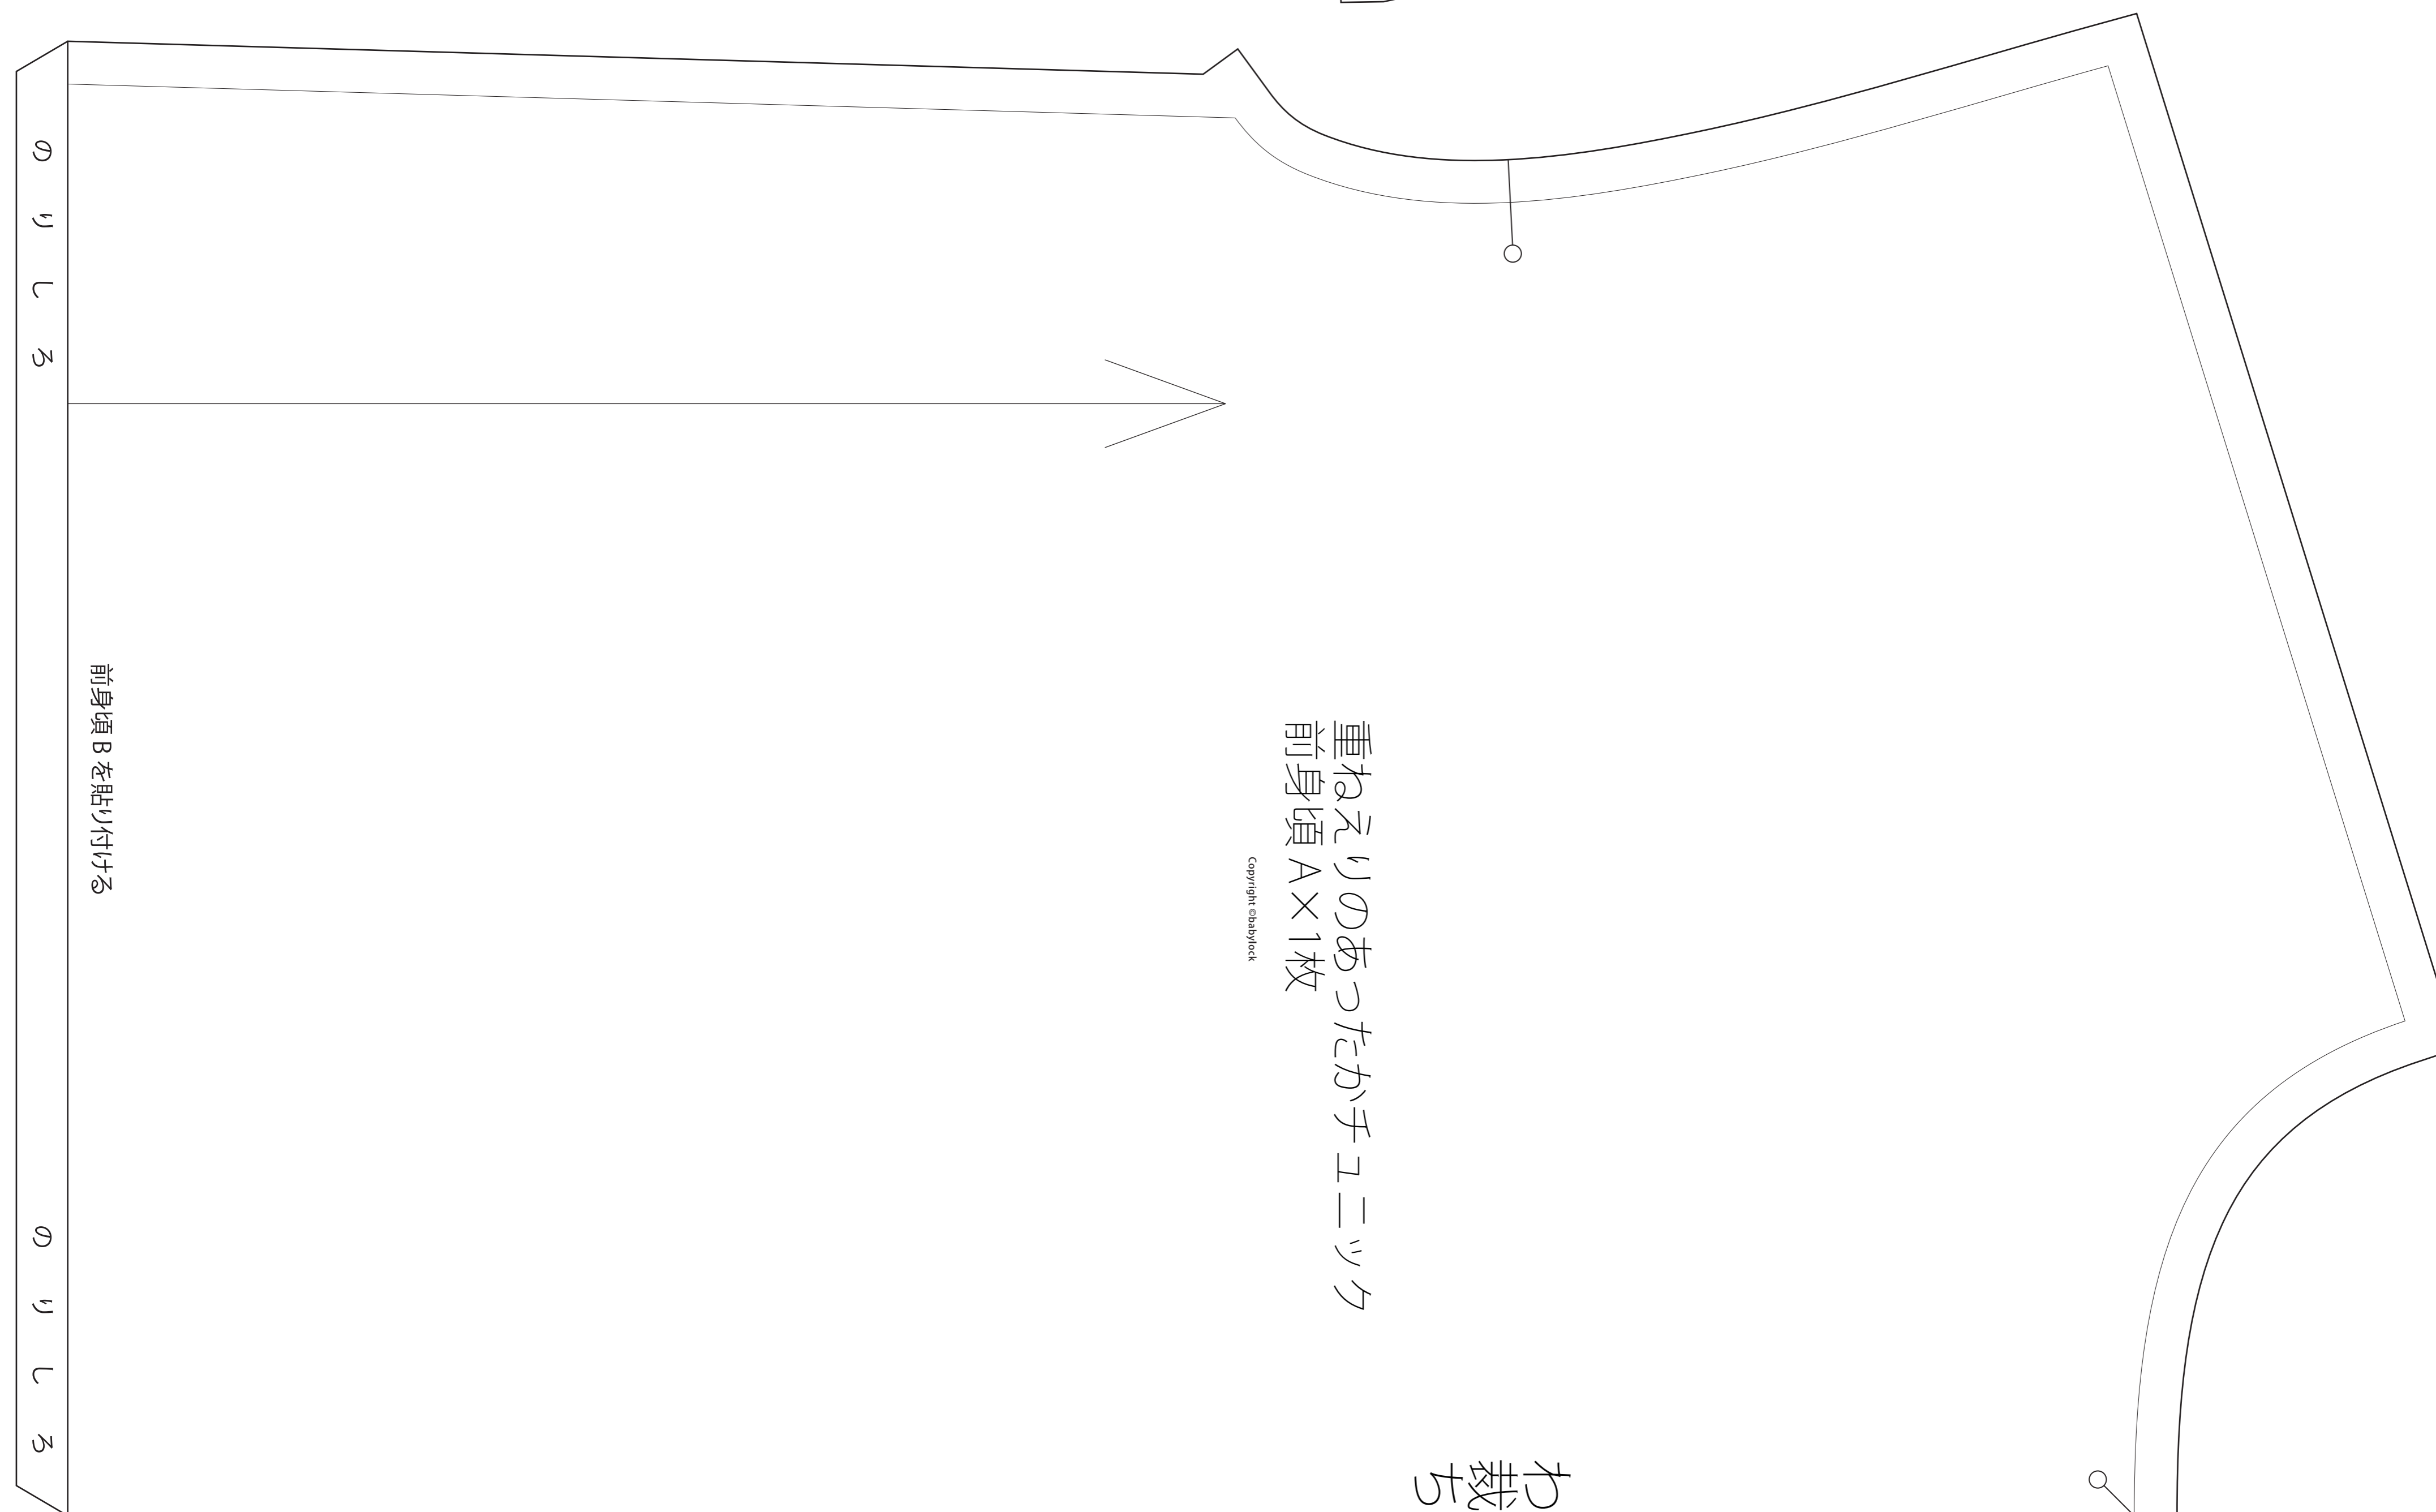 のりしろ
のりしろ
前身頃 B を貼り付ける
重ねえりのあったかチュニック
前身頃 A×1枚
Copyright ©babylock
わ裁ち